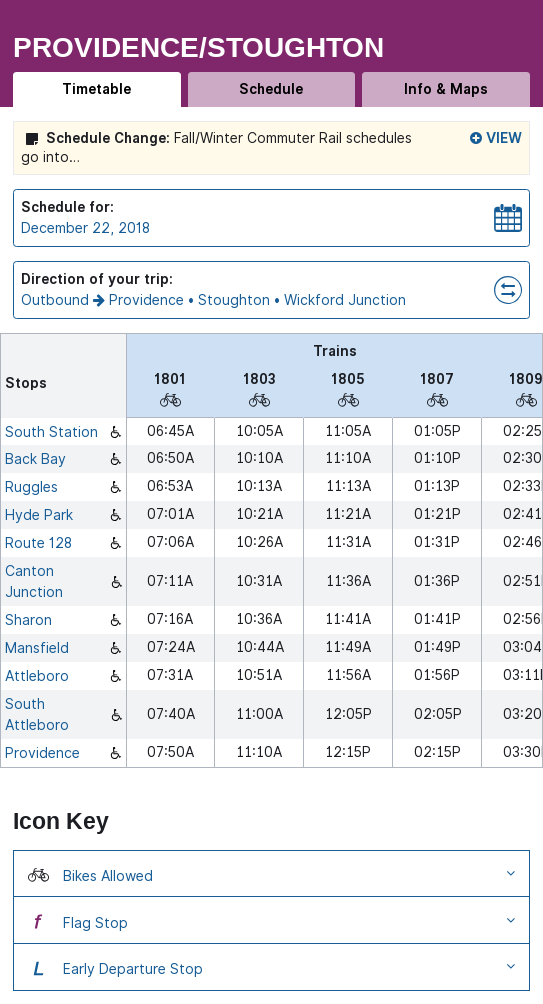 PROVIDENCE/STOUGHTON
Timetable Schedule Info & Maps
Schedule Change: Fall/Winter Commuter Rail schedules VIEW
go into...
Schedule for:
December 22, 2018
Direction of your trip:
Outbound → Providence • Stoughton • Wickford Junction
Stops
Trains
1801 1803 1805 1807 1809
South Station 06:45A 10:05A 11:05A 01:05P 02:25
Back Bay 06:50A 10:10A 11:10A 01:10P 02:30
Ruggles 06:53A 10:13A 11:13A 01:13P 02:33
Hyde Park 07:01A 10:21A 11:21A 01:21P 02:41
Route 128 07:06A 10:26A 11:31A 01:31P 02:46
Canton
Junction 07:11A 10:31A 11:36A 01:36P 02:51
Sharon 07:16A 10:36A 11:41A 01:41P 02:56
Mansfield 07:24A 10:44A 11:49A 01:49P 03:04
Attleboro 07:31A 10:51A 11:56A 01:56P 03:11
South
Attleboro 07:40A 11:00A 12:05P 02:05P 03:20
Providence 07:50A 11:10A 12:15P 02:15P 03:30
Icon Key
Bikes Allowed
f Flag Stop
L Early Departure Stop